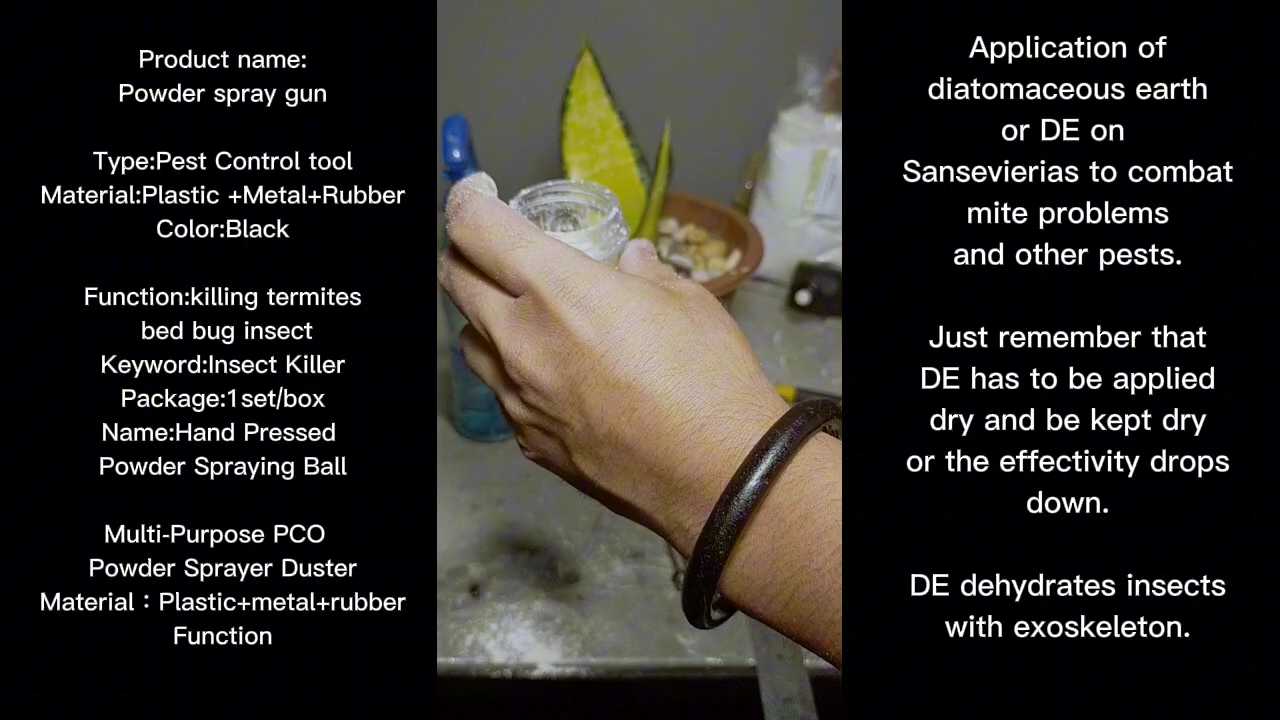 Product name:
Powder spray gun
Type:Pest Control tool
Material:Plastic +Metal+Rubber
Color:Black
Function:killing termites
bed bug insect
Keyword:Insect Killer
Package:1set/box
Name:Hand Pressed
Powder Spraying Ball
Multi-Purpose PCO
Powder Sprayer Duster
Material：Plastic+metal+rubber
Function
Application of
diatomaceous earth
or DE on
Sansevierias to combat
mite problems
and other pests.
Just remember that
DE has to be applied
dry and be kept dry
or the effectivity drops
down.
DE dehydrates insects
with exoskeleton.